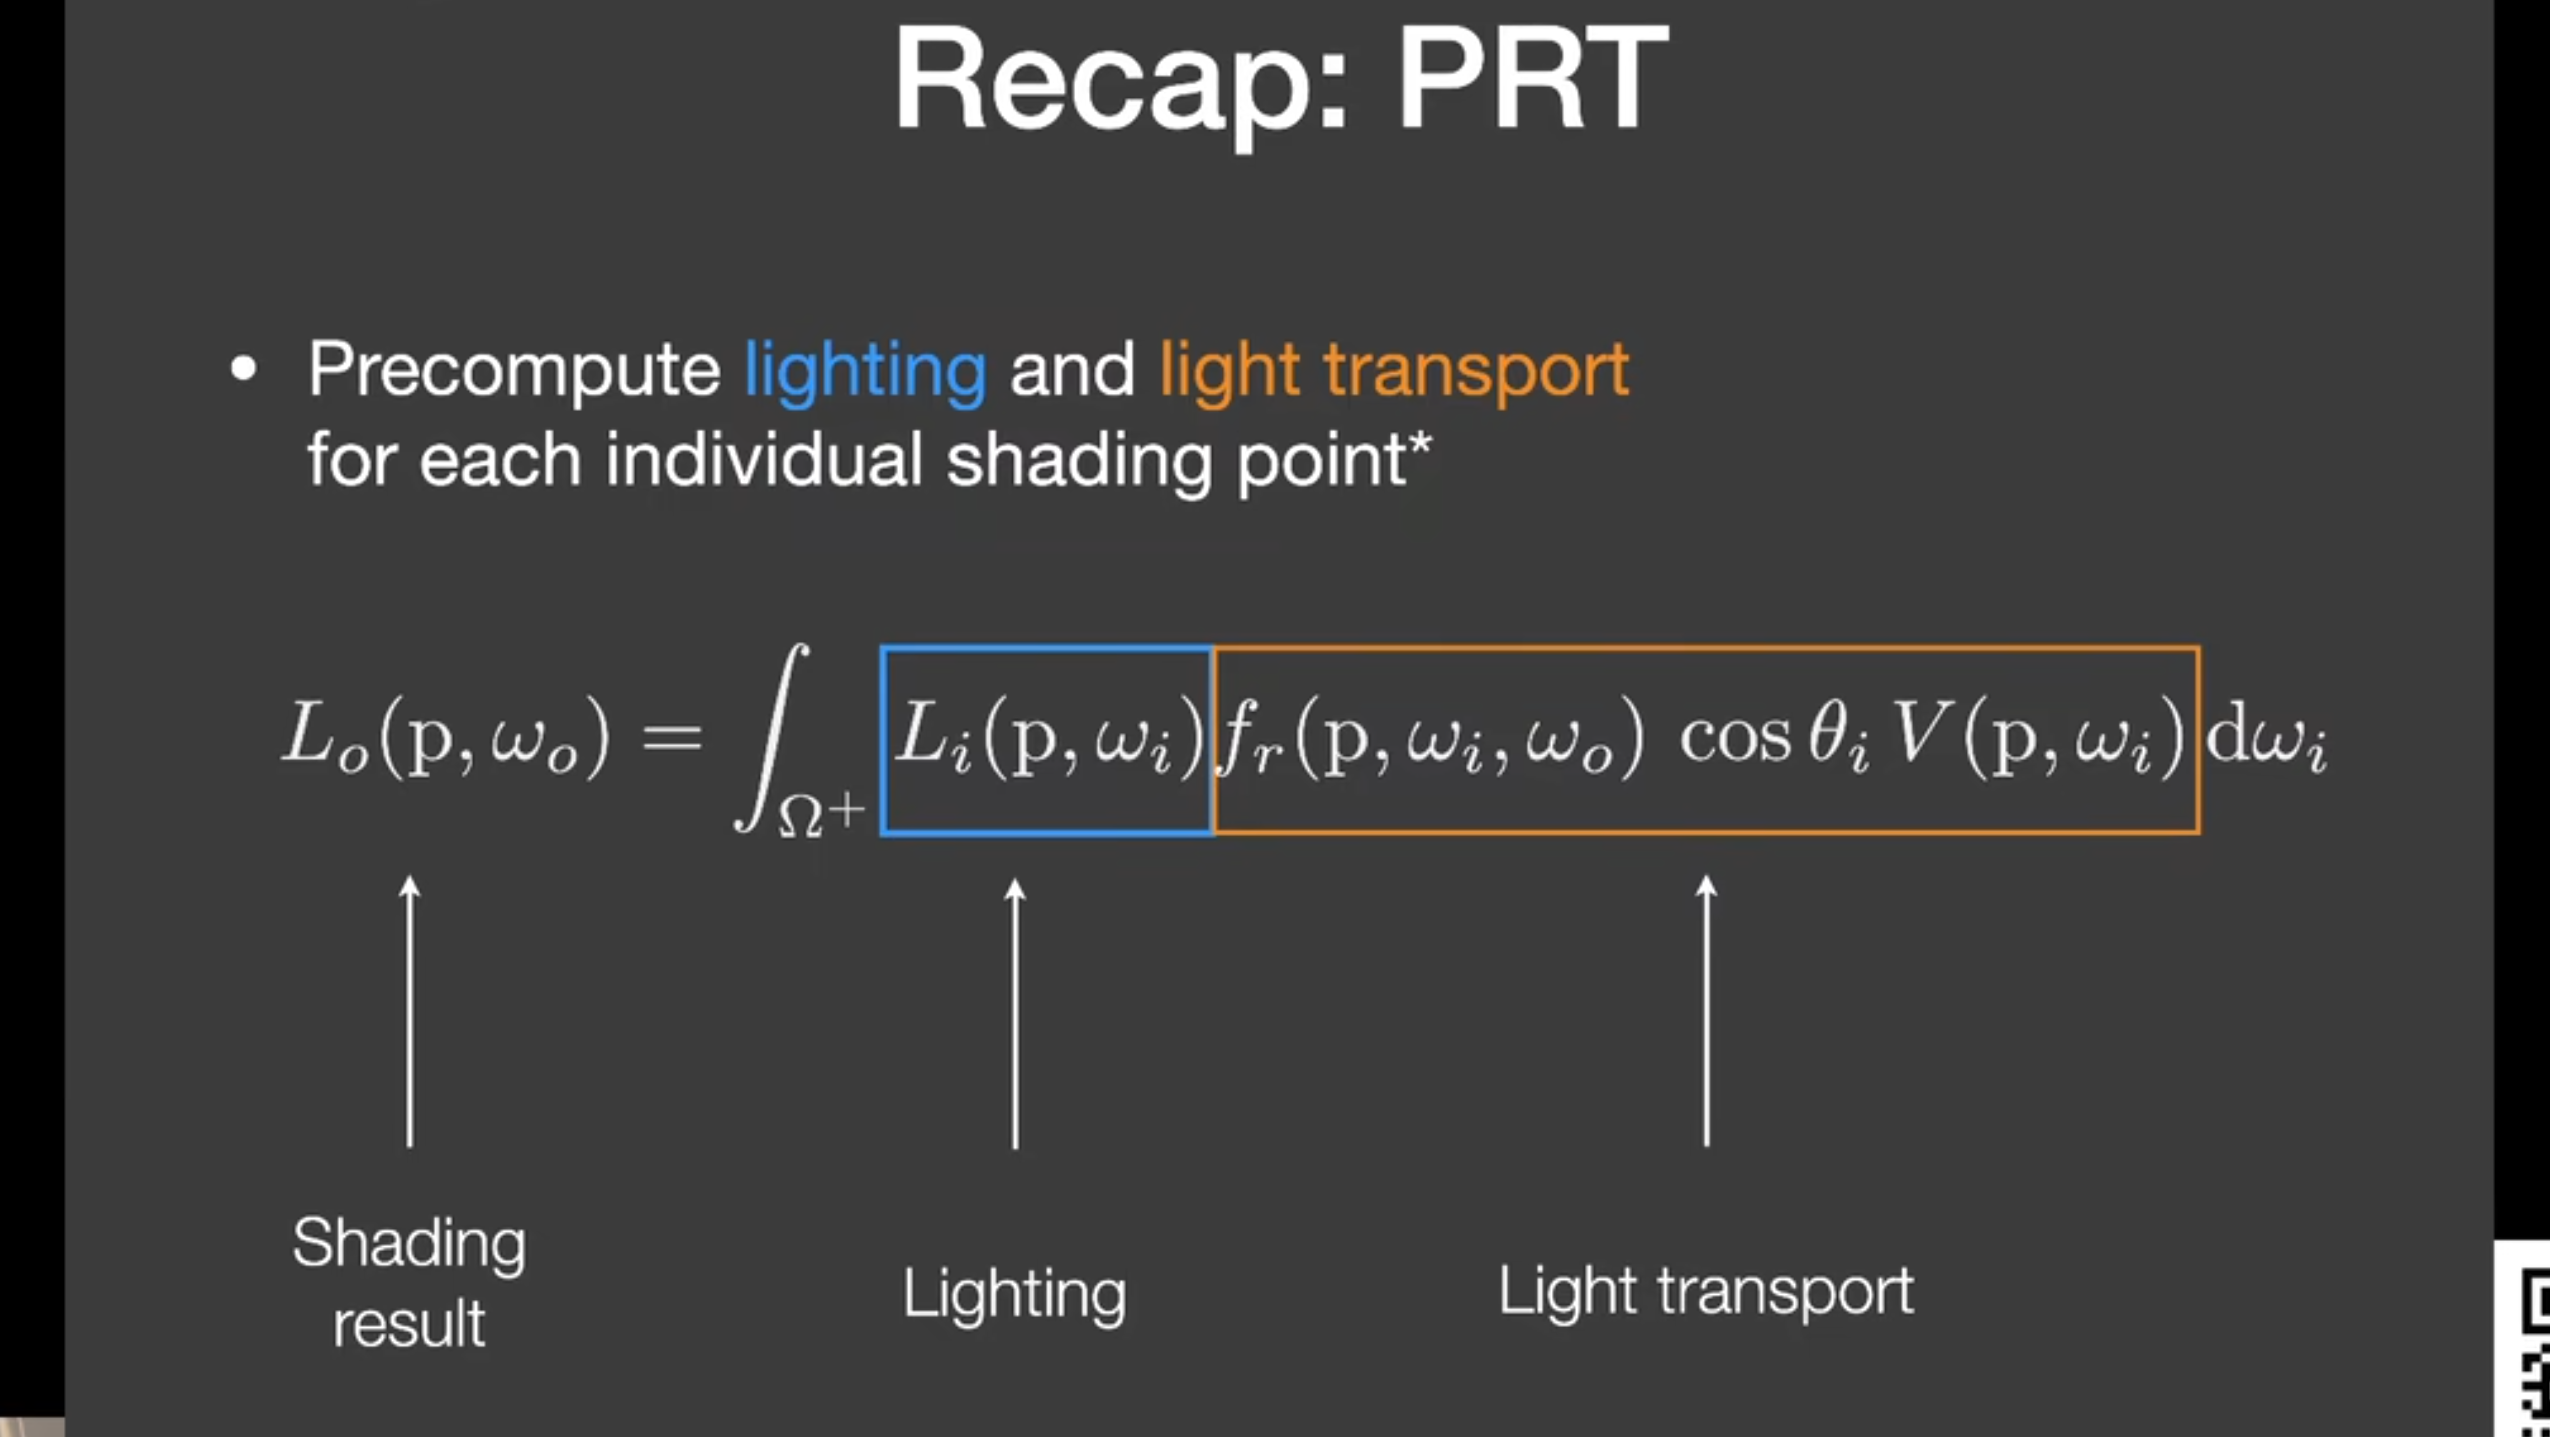 Recap: PRT
• Precompute lighting and light transport
for each individual shading point*
$L_o(\mathrm{p}, \omega_o) = \int_{\Omega^+} L_i(\mathrm{p}, \omega_i) f_r(\mathrm{p}, \omega_i, \omega_o) \cos\theta_i V(\mathrm{p}, \omega_i) \mathrm{d}\omega_i$
Shading
result
Lighting
Light transport